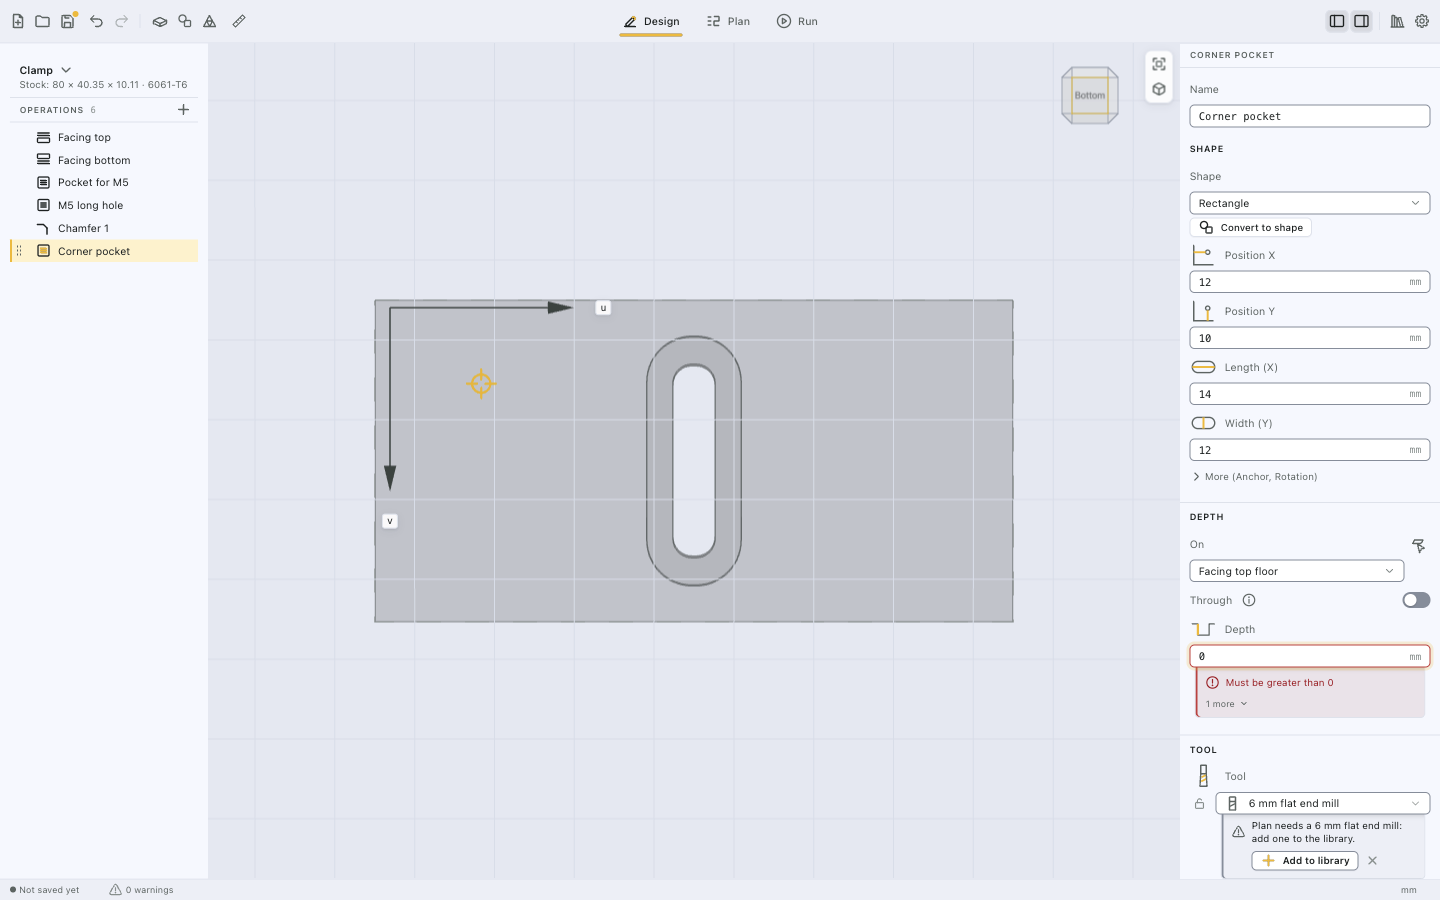 Design
Plan
Run
Clamp
Stock: 80 × 40.35 × 10.11 · 6061-T6
OPERATIONS 6
Facing top
Facing bottom
Pocket for M5
M5 long hole
Chamfer 1
Corner pocket
Bottom
u
v
CORNER POCKET
Name
Corner pocket
SHAPE
Shape
Rectangle
Convert to shape
Position X
12 mm
Position Y
10 mm
Length (X)
14 mm
Width (Y)
12 mm
More (Anchor, Rotation)
DEPTH
On
Facing top floor
Through
Depth
0 mm
Must be greater than 0
1 more
TOOL
Tool
6 mm flat end mill
Plan needs a 6 mm flat end mill:
add one to the library.
Add to library
Not saved yet
0 warnings
mm